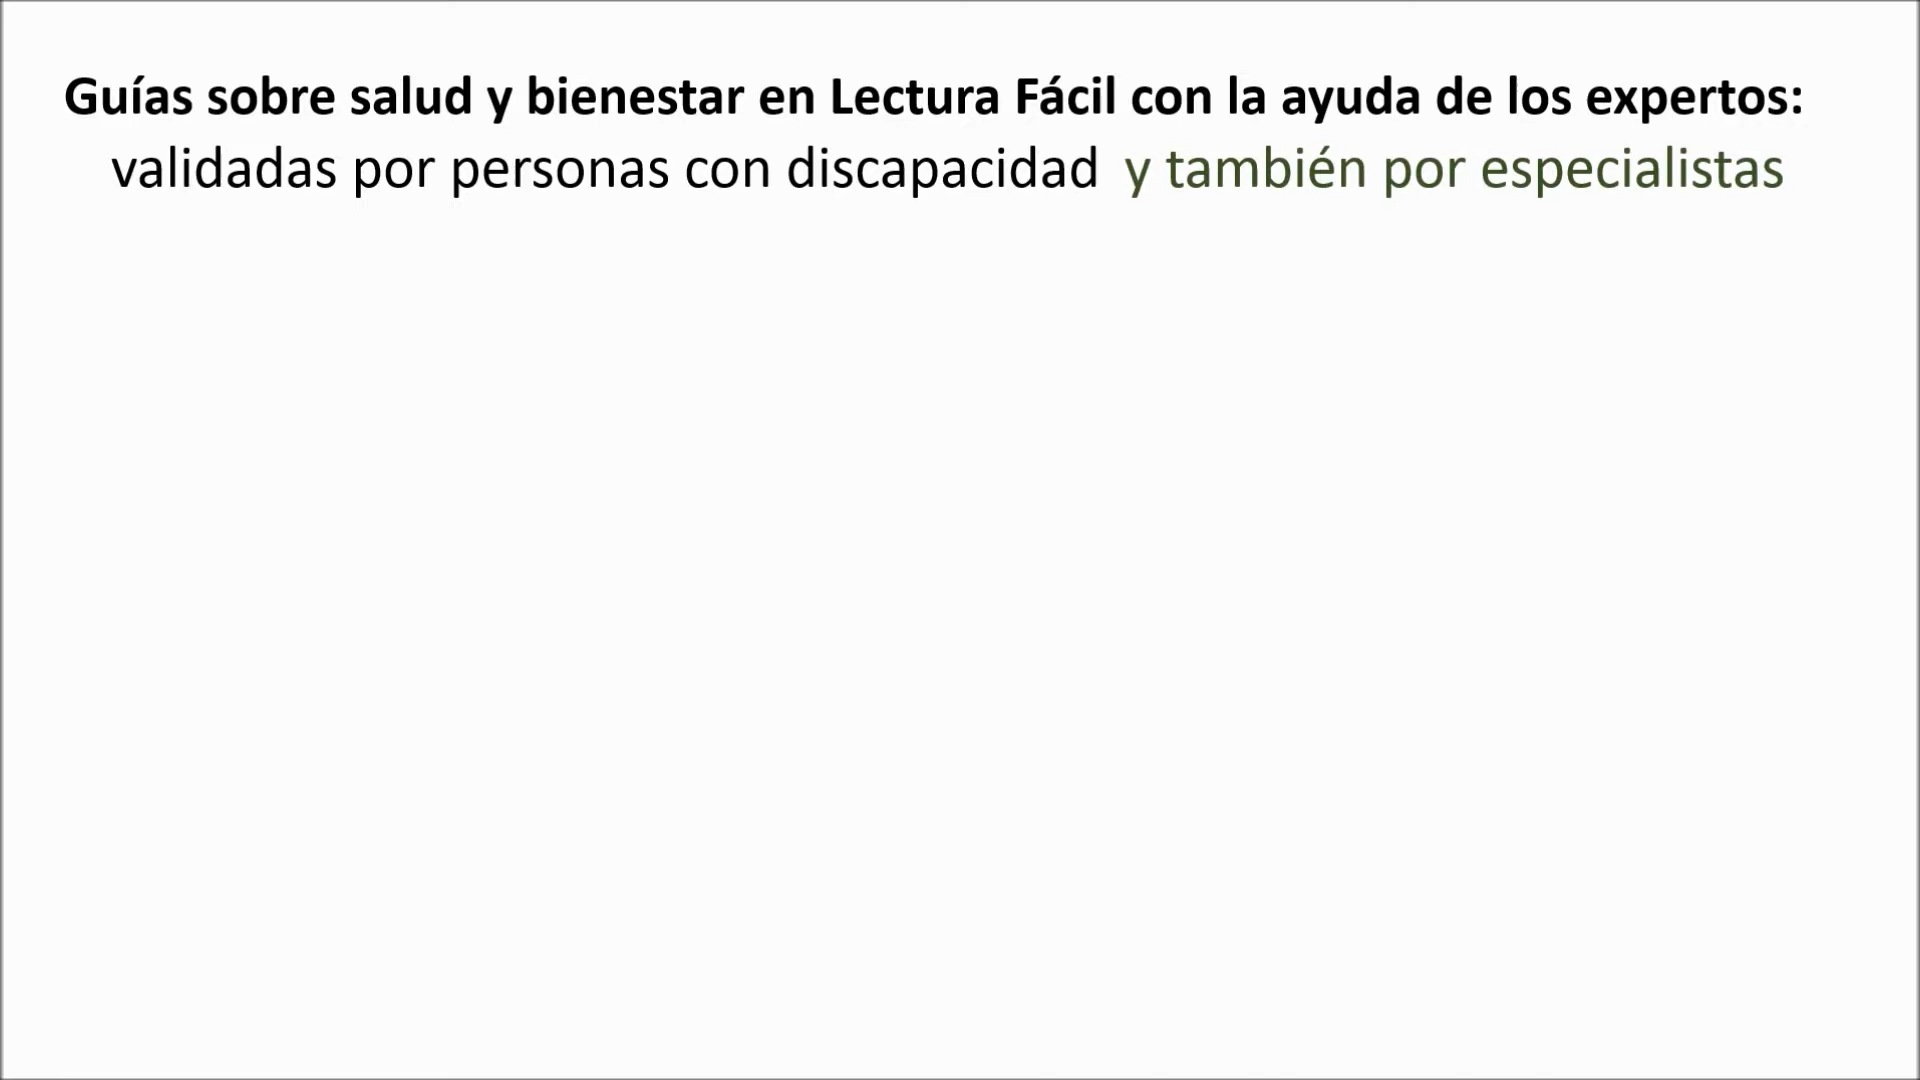 Guías sobre salud y bienestar en Lectura Fácil con la ayuda de los expertos:
validadas por personas con discapacidad y también por especialistas